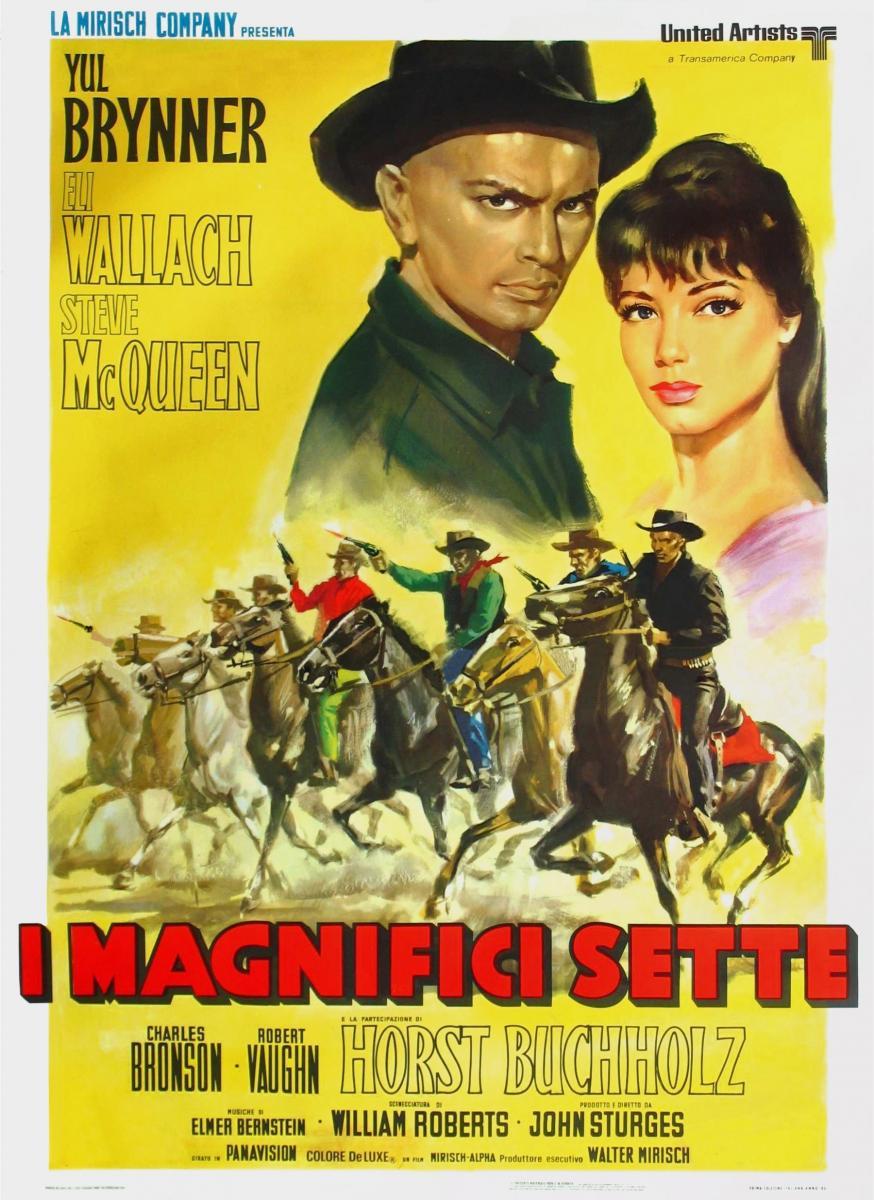 LA MIRISCH COMPANY PRESENTA
United Artists
a Transamerica Company
YUL
BRYNNER
ELI
WALLACH
STEVE
McQUEEN
I MAGNIFICI SETTE
E LA PARTECIPAZIONE DI
CHARLES
BRONSON · ROBERT
VAUGHN
HORST BUCHHOLZ
MUSICHE DI
ELMER BERNSTEIN ·
SCENEGGIATURA DI
WILLIAM ROBERTS ·
PRODOTTO E DIRETTO DA
JOHN STURGES
GIRATO IN PANAVISION COLORE DeLUXE® UN FILM MIRISCH-ALPHA Produttore esecutivo WALTER MIRISCH